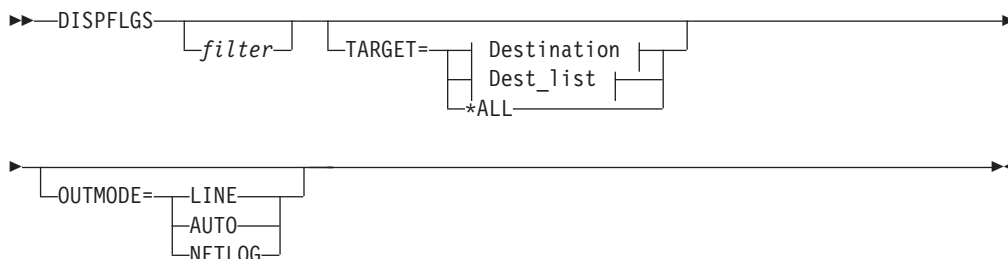 DISPFLGS
filter
TARGET= Destination
Dest_list
*ALL
OUTMODE= LINE
AUTO
NETLOG